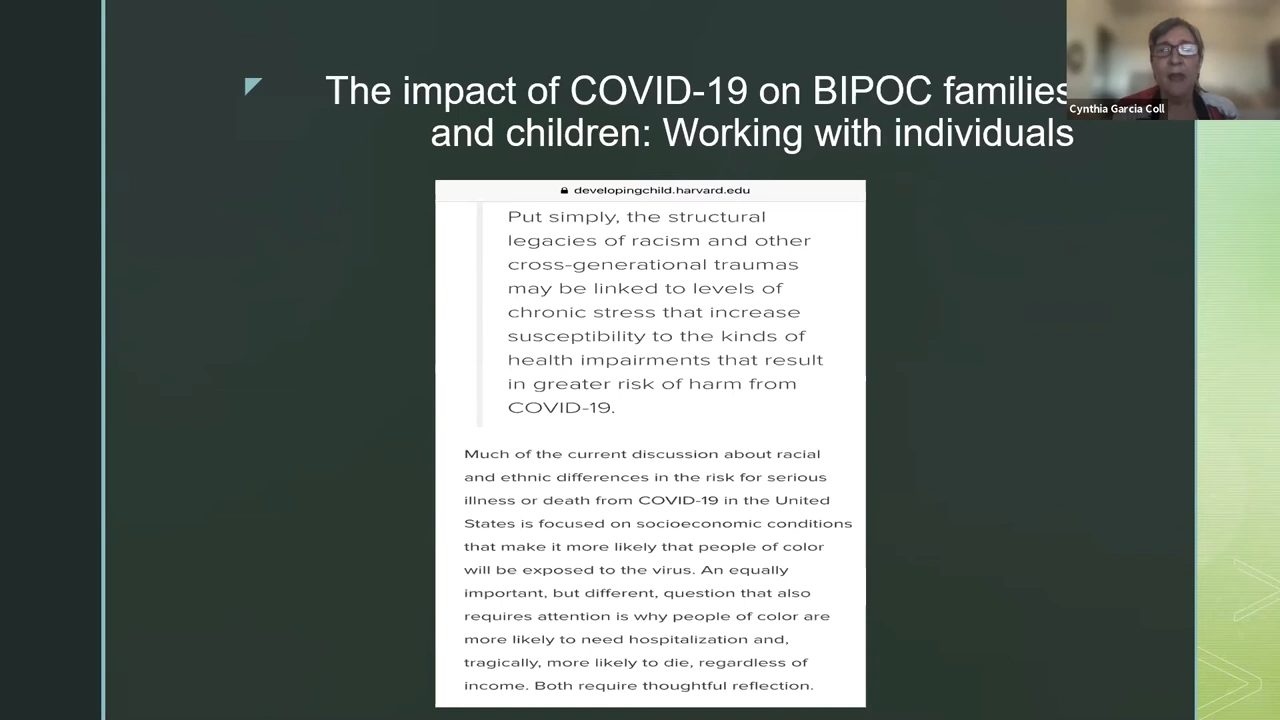 The impact of COVID-19 on BIPOC families
and children: Working with individuals
Cynthia Garcia Coll
developingchild.harvard.edu
Put simply, the structural
legacies of racism and other
cross-generational traumas
may be linked to levels of
chronic stress that increase
susceptibility to the kinds of
health impairments that result
in greater risk of harm from
COVID-19.
Much of the current discussion about racial
and ethnic differences in the risk for serious
illness or death from COVID-19 in the United
States is focused on socioeconomic conditions
that make it more likely that people of color
will be exposed to the virus. An equally
important, but different, question that also
requires attention is why people of color are
more likely to need hospitalization and,
tragically, more likely to die, regardless of
income. Both require thoughtful reflection.